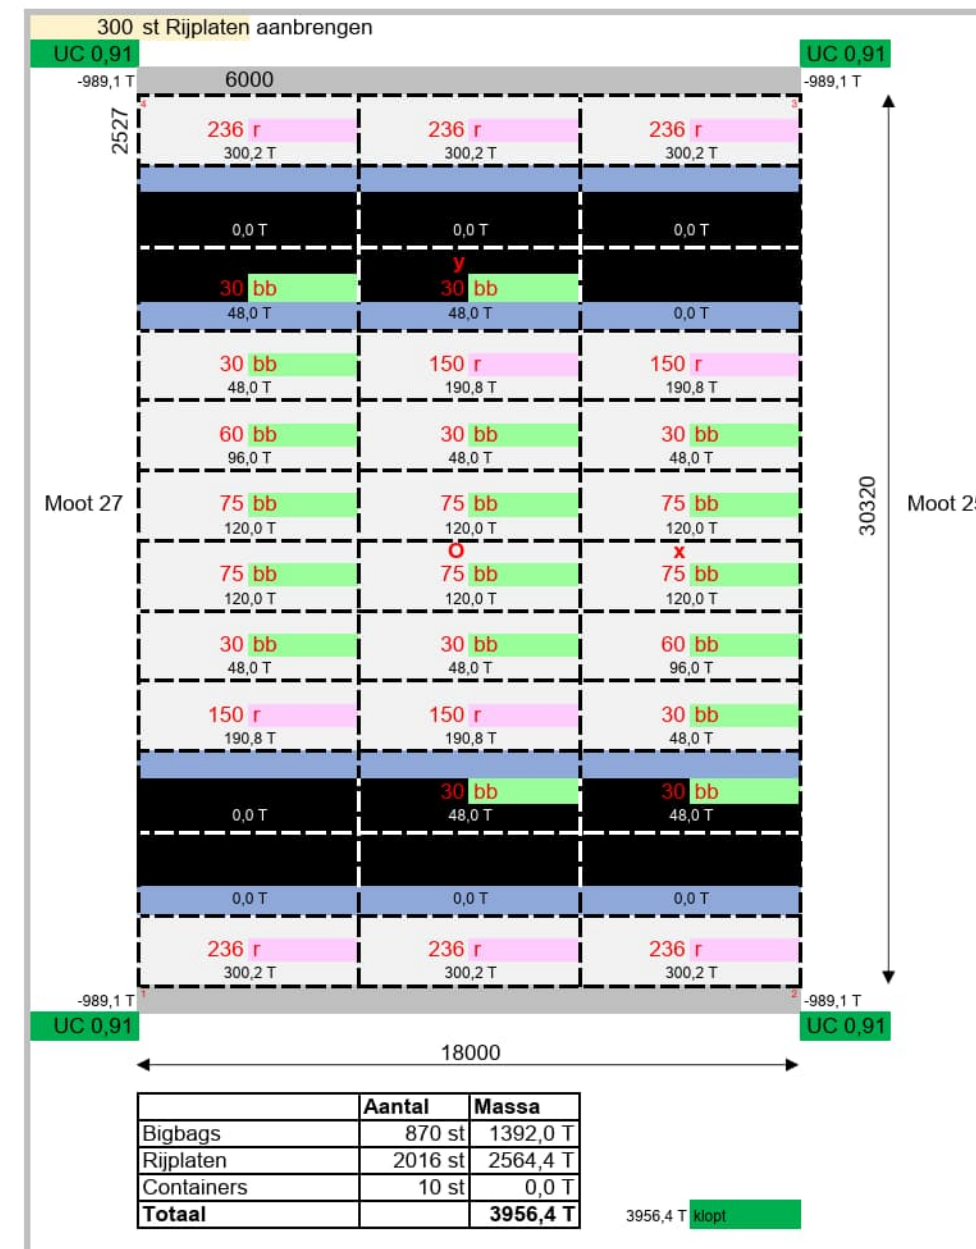 300 st Rijplaten aanbrengen
UC 0,91 UC 0,91
-989,1 T 6000 -989,1 T
4 3
2527
236 r 236 r 236 r
300,2 T 300,2 T 300,2 T
0,0 T 0,0 T 0,0 T
y
30 bb 30 bb
48,0 T 48,0 T 0,0 T
30 bb 150 r 150 r
48,0 T 190,8 T 190,8 T
60 bb 30 bb 30 bb
96,0 T 48,0 T 48,0 T
Moot 27 75 bb 75 bb 75 bb 30320 Moot 25
120,0 T 120,0 T 120,0 T
O x
75 bb 75 bb 75 bb
120,0 T 120,0 T 120,0 T
30 bb 30 bb 60 bb
48,0 T 48,0 T 96,0 T
150 r 150 r 30 bb
190,8 T 190,8 T 48,0 T
30 bb 30 bb
0,0 T 48,0 T 48,0 T
0,0 T 0,0 T 0,0 T
236 r 236 r 236 r
300,2 T 300,2 T 300,2 T
-989,1 T 1 2 -989,1 T
UC 0,91 UC 0,91
18000
Aantal Massa
Bigbags 870 st 1392,0 T
Rijplaten 2016 st 2564,4 T
Containers 10 st 0,0 T
Totaal 3956,4 T 3956,4 T klopt